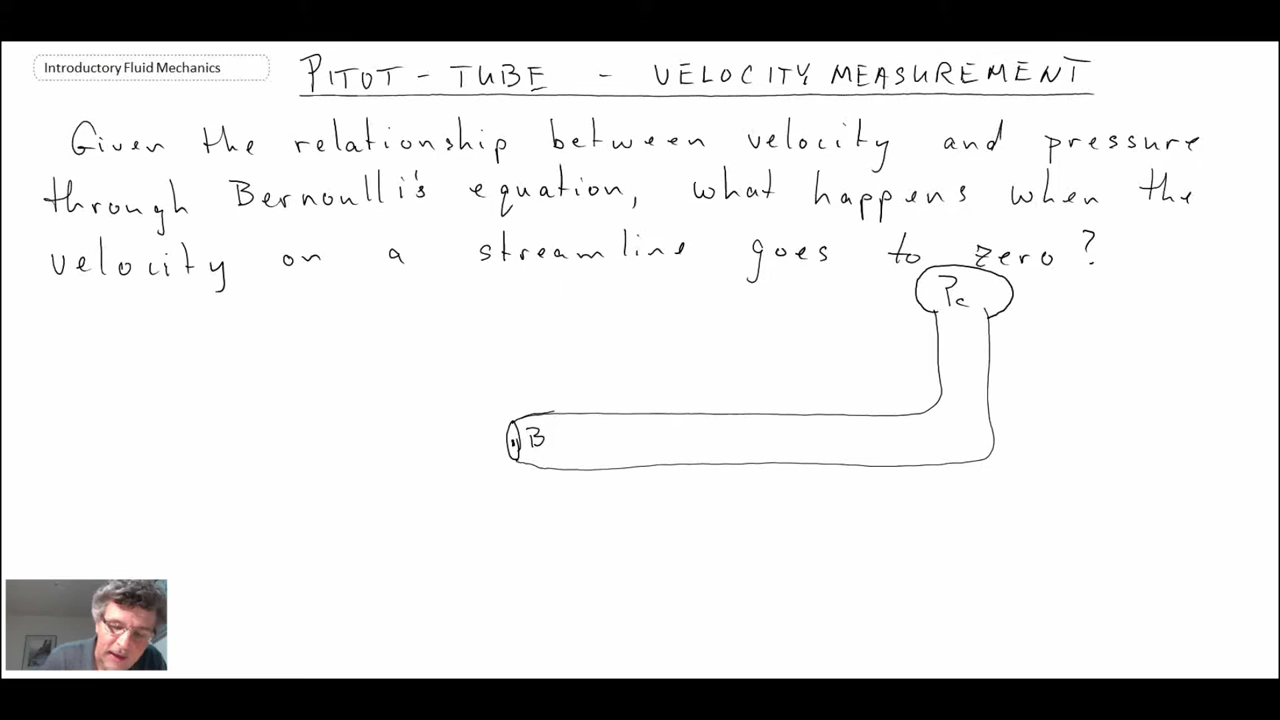 Introductory Fluid Mechanics
PITOT - TUBE - VELOCITY MEASUREMENT
Given the relationship between velocity and pressure
through Bernoulli's equation, what happens when the
velocity on a streamline goes to zero?
Pc
B